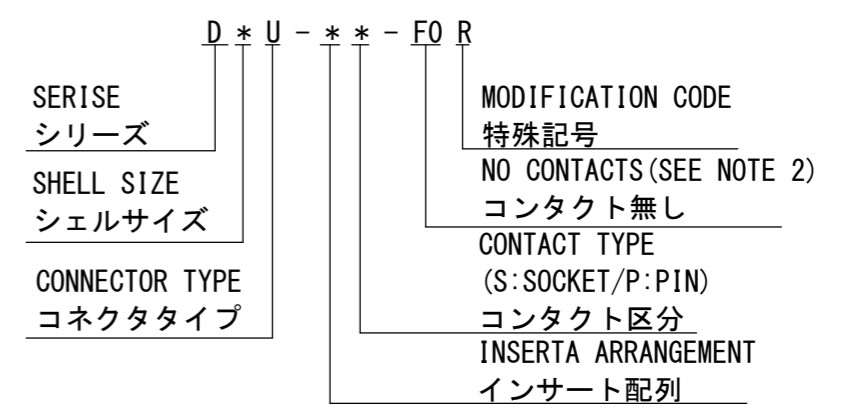 D * U - * * - F0 R
SERISE
シリーズ
SHELL SIZE
シェルサイズ
CONNECTOR TYPE
コネクタタイプ
MODIFICATION CODE
特殊記号
NO CONTACTS(SEE NOTE 2)
コンタクト無し
CONTACT TYPE
(S:SOCKET/P:PIN)
コンタクト区分
INSERTA ARRANGEMENT
インサート配列